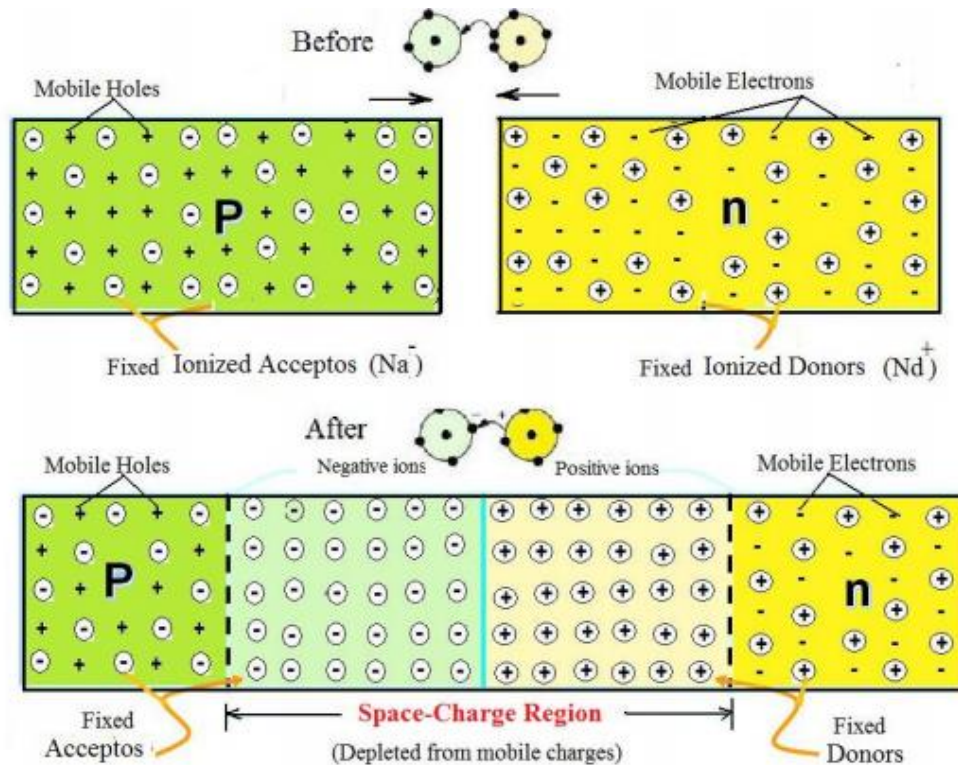 Before
Mobile Holes
Mobile Electrons
P
n
Fixed Ionized Acceptos (Na⁻)
Fixed Ionized Donors (Nd⁺)
After
Mobile Holes
Negative ions
Positive ions
Mobile Electrons
P
n
Fixed
Acceptos
Space-Charge Region
(Depleted from mobile charges)
Fixed
Donors